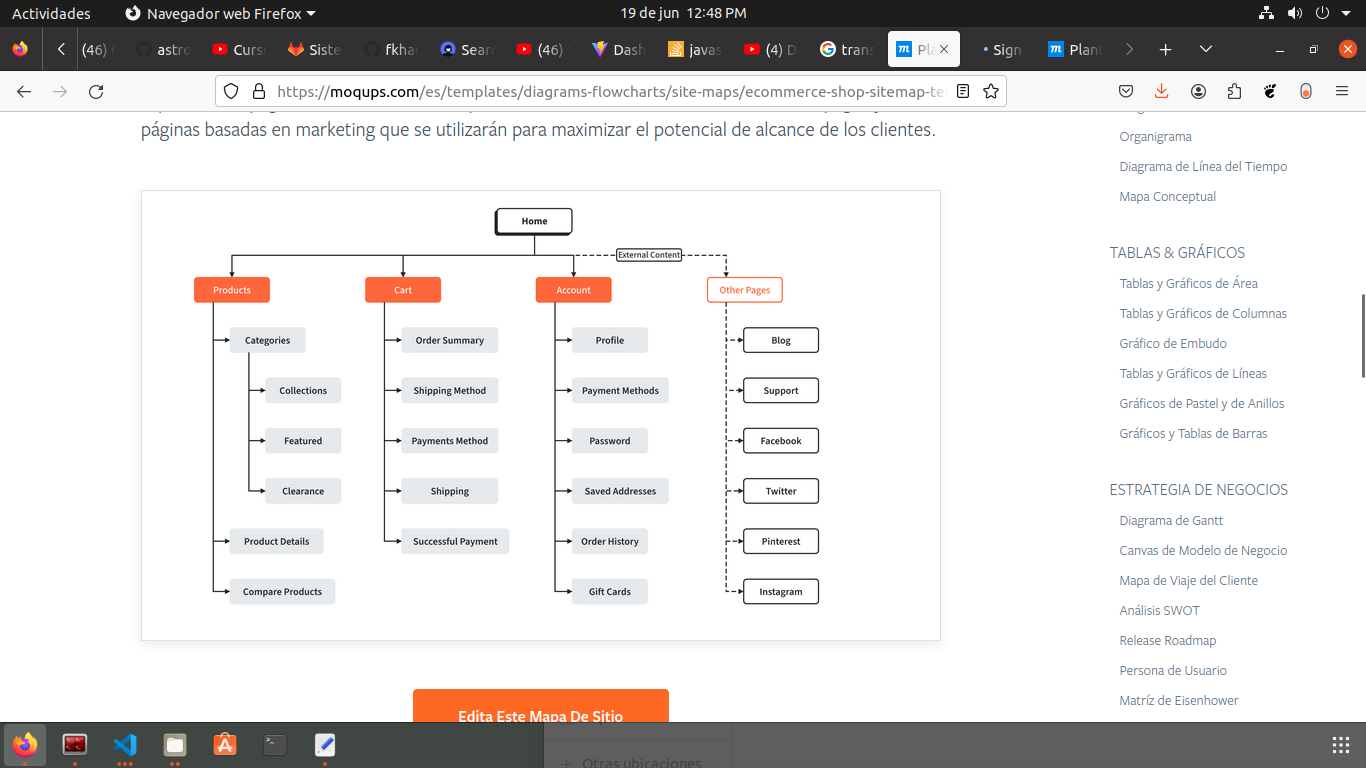 Actividades
Navegador web Firefox
19 de jun 12:48 PM
(46)
astro
Curso
Siste
fkha
Sear
(46)
Dash
javas
(4) D
trans
Pla
Sign
Plant
https://moqups.com/es/templates/diagrams-flowcharts/site-maps/ecommerce-shop-sitemap-te
páginas basadas en marketing que se utilizarán para maximizar el potencial de alcance de los clientes.
Home
External Content
Products
Cart
Account
Other Pages
Categories
Order Summary
Profile
Blog
Collections
Shipping Method
Payment Methods
Support
Featured
Payments Method
Password
Facebook
Clearance
Shipping
Saved Addresses
Twitter
Product Details
Successful Payment
Order History
Pinterest
Compare Products
Gift Cards
Instagram
Edita Este Mapa De Sitio
Organigrama
Diagrama de Línea del Tiempo
Mapa Conceptual
TABLAS & GRÁFICOS
Tablas y Gráficos de Área
Tablas y Gráficos de Columnas
Gráfico de Embudo
Tablas y Gráficos de Líneas
Gráficos de Pastel y de Anillos
Gráficos y Tablas de Barras
ESTRATEGIA DE NEGOCIOS
Diagrama de Gantt
Canvas de Modelo de Negocio
Mapa de Viaje del Cliente
Análisis SWOT
Release Roadmap
Persona de Usuario
Matríz de Eisenhower
+ Otras ubicaciones